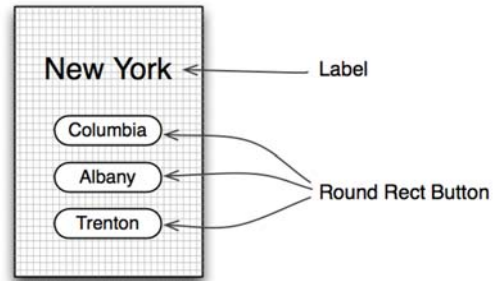 New York
Label
Columbia
Albany
Round Rect Button
Trenton